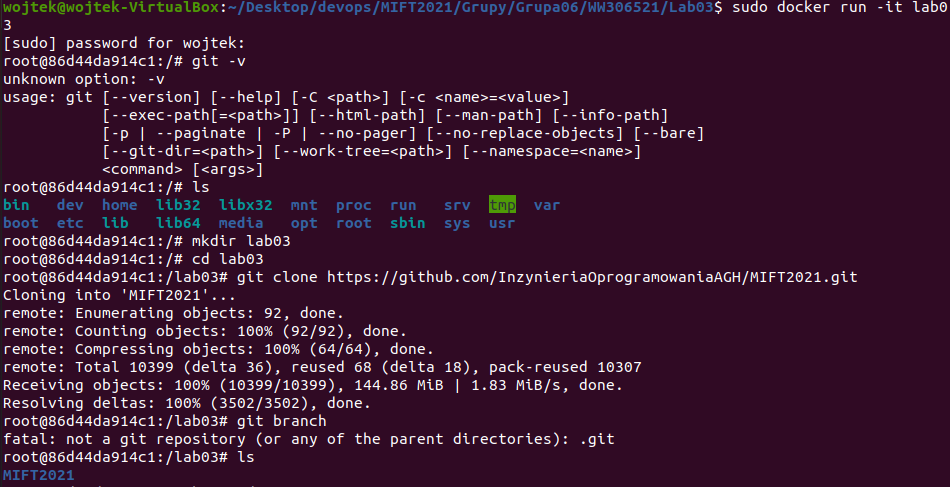 wojtek@wojtek-VirtualBox:~/Desktop/devops/MIFT2021/Grupy/Grupa06/WW306521/Lab03$ sudo docker run -it lab0
3
[sudo] password for wojtek:
root@86d44da914c1:/# git -v
unknown option: -v
usage: git [--version] [--help] [-C <path>] [-c <name>=<value>]
           [--exec-path[=<path>]] [--html-path] [--man-path] [--info-path]
           [-p | --paginate | -P | --no-pager] [--no-replace-objects] [--bare]
           [--git-dir=<path>] [--work-tree=<path>] [--namespace=<name>]
           <command> [<args>]
root@86d44da914c1:/# ls
bin   dev  home  lib32  libx32  mnt  proc  run   srv  tmp  var
boot  etc  lib   lib64  media   opt  root  sbin  sys  usr
root@86d44da914c1:/# mkdir lab03
root@86d44da914c1:/# cd lab03
root@86d44da914c1:/lab03# git clone https://github.com/InzynieriaOprogramowaniaAGH/MIFT2021.git
Cloning into 'MIFT2021'...
remote: Enumerating objects: 92, done.
remote: Counting objects: 100% (92/92), done.
remote: Compressing objects: 100% (64/64), done.
remote: Total 10399 (delta 36), reused 68 (delta 18), pack-reused 10307
Receiving objects: 100% (10399/10399), 144.86 MiB | 1.83 MiB/s, done.
Resolving deltas: 100% (3502/3502), done.
root@86d44da914c1:/lab03# git branch
fatal: not a git repository (or any of the parent directories): .git
root@86d44da914c1:/lab03# ls
MIFT2021